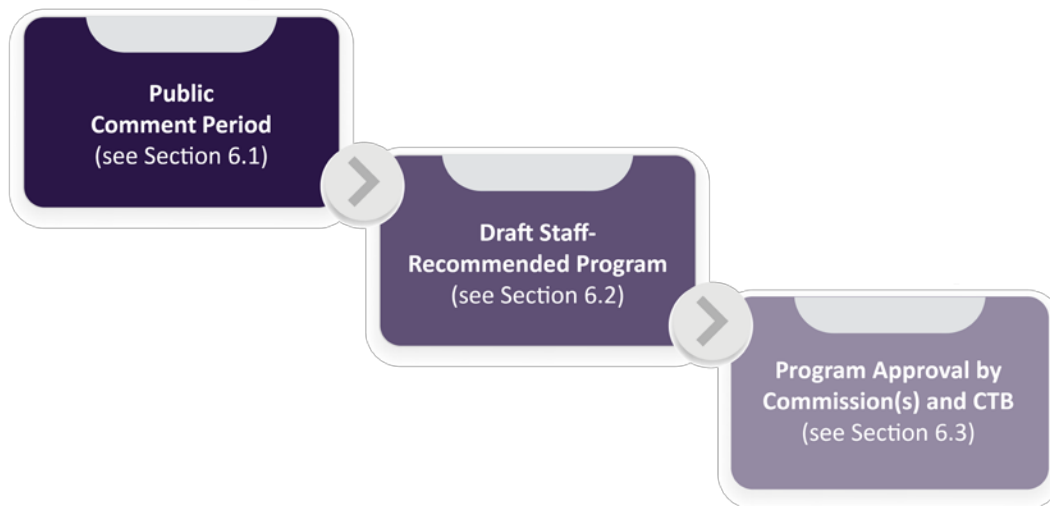 Public
Comment Period
(see Section 6.1)
Draft Staff-
Recommended Program
(see Section 6.2)
Program Approval by
Commission(s) and CTB
(see Section 6.3)